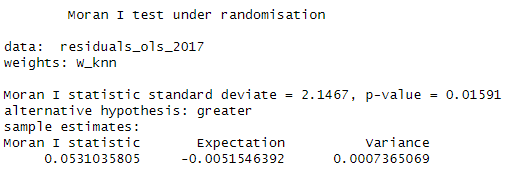 Moran I test under randomisation
data:  residuals_ols_2017
weights: W_knn
Moran I statistic standard deviate = 2.1467, p-value = 0.01591
alternative hypothesis: greater
sample estimates:
Moran I statistic       Expectation          Variance
     0.0531035805     -0.0051546392      0.0007365069